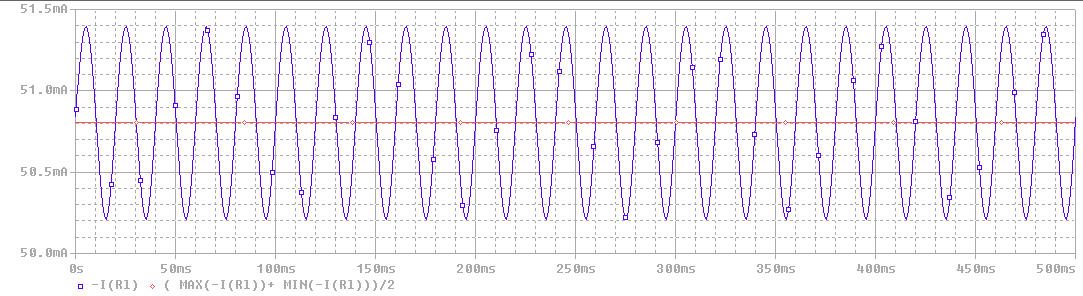 51.5mA
51.0mA
50.5mA
50.0mA
0s 50ms 100ms 150ms 200ms 250ms 300ms 350ms 400ms 450ms 500ms
-I(R1) ( MAX(-I(R1))+ MIN(-I(R1)))/2